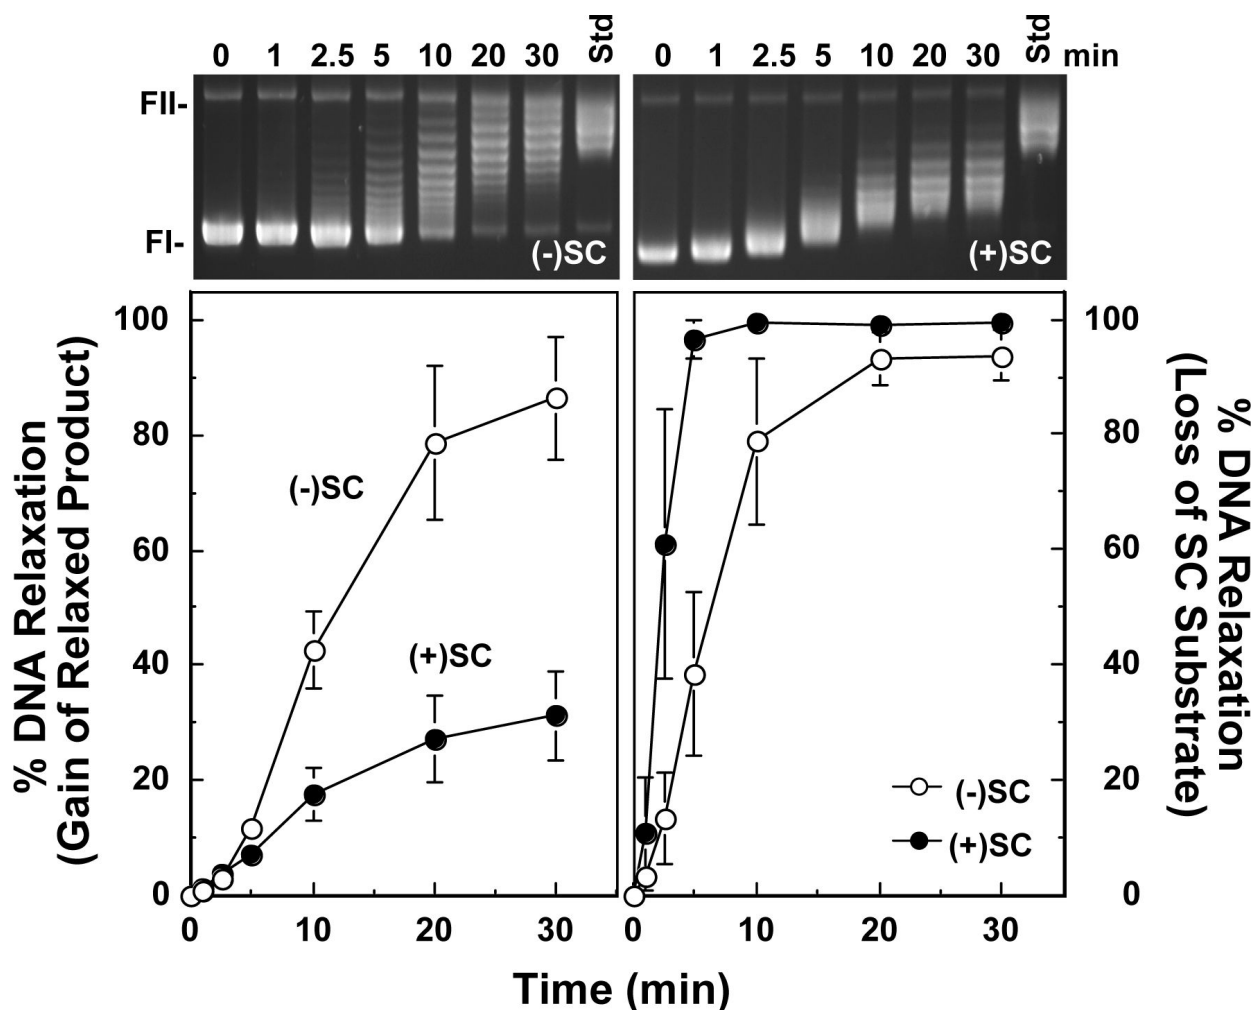 0 1 2.5 5 10 20 30 Std
0 1 2.5 5 10 20 30 Std min
FII-
FI-
(-)SC
(+)SC
% DNA Relaxation
(Gain of Relaxed Product)
100
80
60
40
20
0
(-)SC
(+)SC
0 10 20 30
(-)SC
(+)SC
0 10 20 30
100
80
60
40
20
0
% DNA Relaxation
(Loss of SC Substrate)
Time (min)